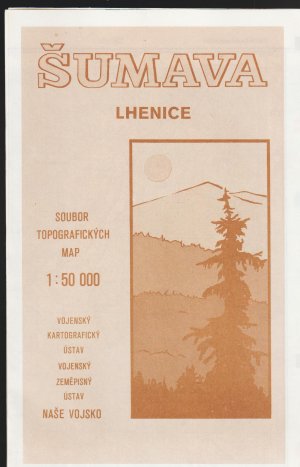 ŠUMAVA
LHENICE
SOUBOR
TOPOGRAFICKÝCH
MAP
1:50 000
VOJENSKÝ
KARTOGRAFICKÝ
ÚSTAV
VOJENSKÝ
ZEMĚPISNÝ
ÚSTAV
NAŠE VOJSKO